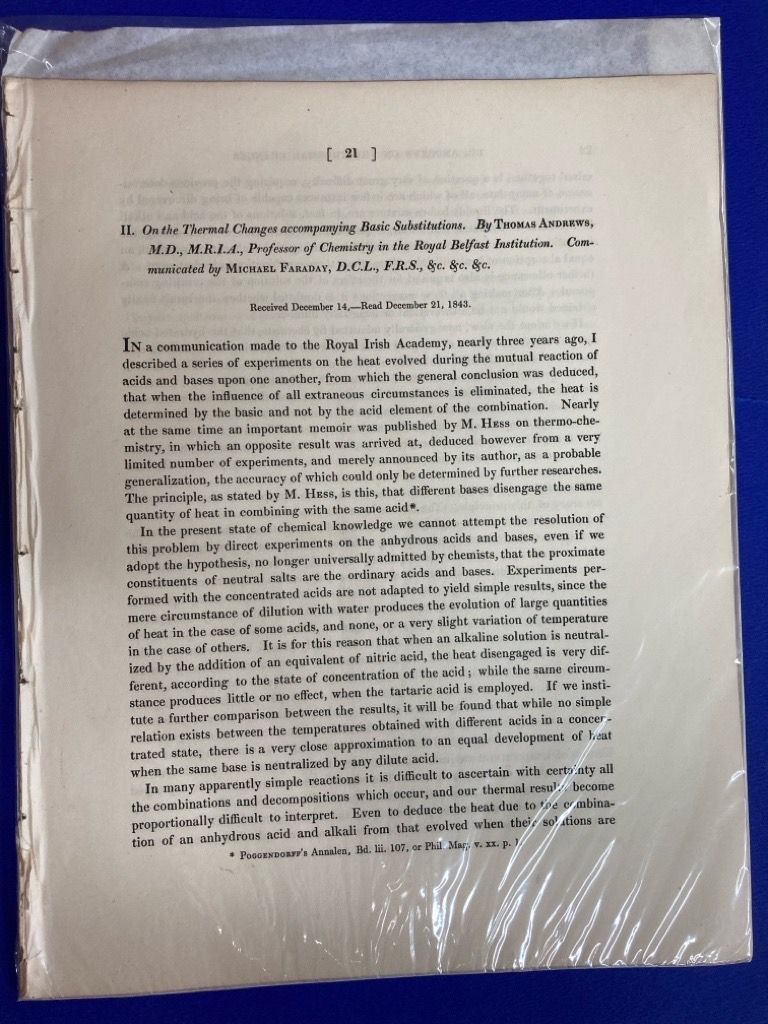 [ 21 ]
II. On the Thermal Changes accompanying Basic Substitutions. By THOMAS ANDREWS,
M.D., M.R.I.A., Professor of Chemistry in the Royal Belfast Institution. Com-
municated by MICHAEL FARADAY, D.C.L., F.R.S., &c. &c. &c.
Received December 14,—Read December 21, 1843.
IN a communication made to the Royal Irish Academy, nearly three years ago, I
described a series of experiments on the heat evolved during the mutual reaction of
acids and bases upon one another, from which the general conclusion was deduced,
that when the influence of all extraneous circumstances is eliminated, the heat is
determined by the basic and not by the acid element of the combination. Nearly
at the same time an important memoir was published by M. HESS on thermo-che-
mistry, in which an opposite result was arrived at, deduced however from a very
limited number of experiments, and merely announced by its author, as a probable
generalization, the accuracy of which could only be determined by further researches.
The principle, as stated by M. HESS, is this, that different bases disengage the same
quantity of heat in combining with the same acid*.
In the present state of chemical knowledge we cannot attempt the resolution of
this problem by direct experiments on the anhydrous acids and bases, even if we
adopt the hypothesis, no longer universally admitted by chemists, that the proximate
constituents of neutral salts are the ordinary acids and bases. Experiments per-
formed with the concentrated acids are not adapted to yield simple results, since the
mere circumstance of dilution with water produces the evolution of large quantities
of heat in the case of some acids, and none, or a very slight variation of temperature
in the case of others. It is for this reason that when an alkaline solution is neutral-
ized by the addition of an equivalent of nitric acid, the heat disengaged is very dif-
ferent, according to the state of concentration of the acid; while the same circum-
stance produces little or no effect, when the tartaric acid is employed. If we insti-
tute a further comparison between the results, it will be found that while no simple
relation exists between the temperatures obtained with different acids in a concen-
trated state, there is a very close approximation to an equal development of heat
when the same base is neutralized by any dilute acid.
In many apparently simple reactions it is difficult to ascertain with certainty all
the combinations and decompositions which occur, and our thermal results become
proportionally difficult to interpret. Even to deduce the heat due to the combina-
tion of an anhydrous acid and alkali from that evolved when their solutions are
* POGGENDORFF'S Annalen, Bd. lii. 107, or Phil. Mag. v. xx. p.